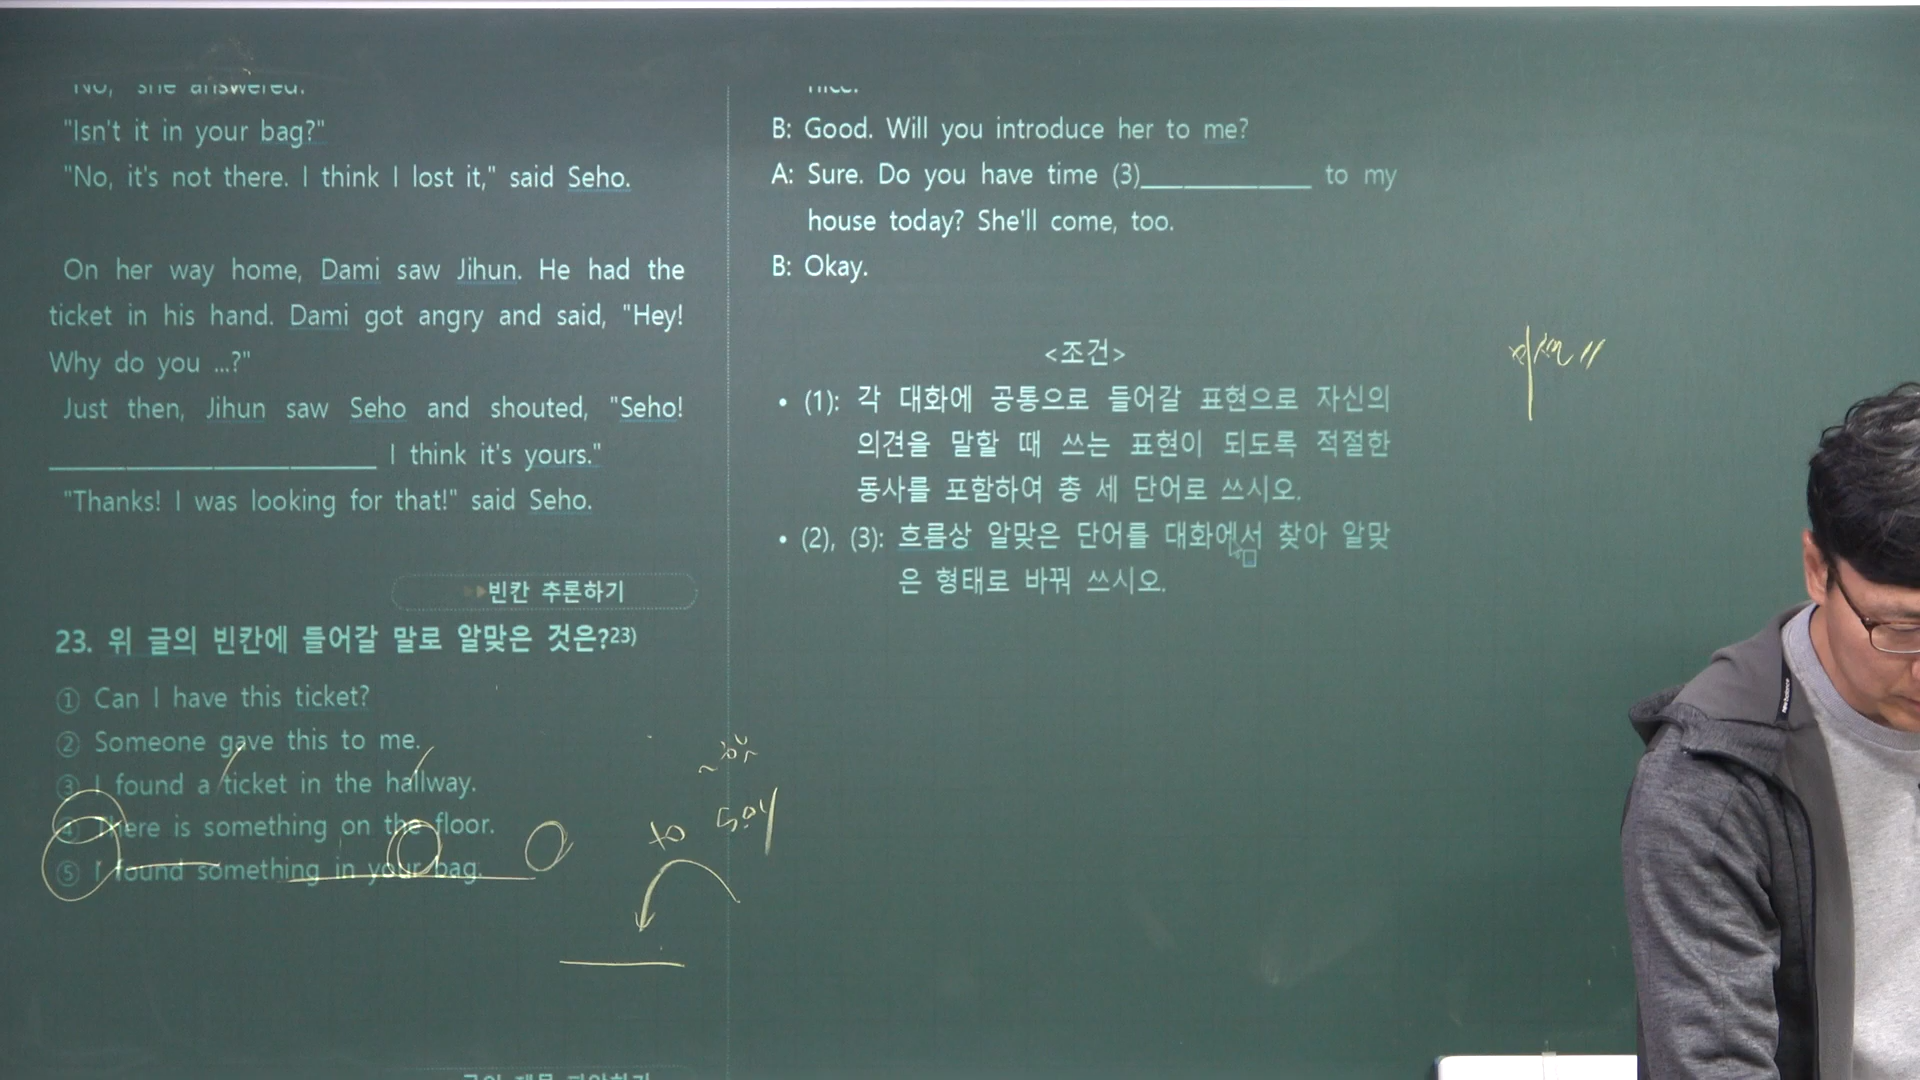 "No," she answered.
"Isn't it in your bag?"
"No, it's not there. I think I lost it," said Seho.
On her way home, Dami saw Jihun. He had the
ticket in his hand. Dami got angry and said, "Hey!
Why do you ...?"
Just then, Jihun saw Seho and shouted, "Seho!
_________________ I think it's yours."
"Thanks! I was looking for that!" said Seho.
빈칸 추론하기
23. 위 글의 빈칸에 들어갈 말로 알맞은 것은?23)
① Can I have this ticket?
② Someone gave this to me.
③ I found a ticket in the hallway.
④ There is something on the floor.
⑤ I found something in your bag.
to say
nice.
B: Good. Will you introduce her to me?
A: Sure. Do you have time (3)____________ to my
house today? She'll come, too.
B: Okay.
<조건>
• (1): 각 대화에 공통으로 들어갈 표현으로 자신의
의견을 말할 때 쓰는 표현이 되도록 적절한
동사를 포함하여 총 세 단어로 쓰시오.
• (2), (3): 흐름상 알맞은 단어를 대화에서 찾아 알맞
은 형태로 바꿔 쓰시오.